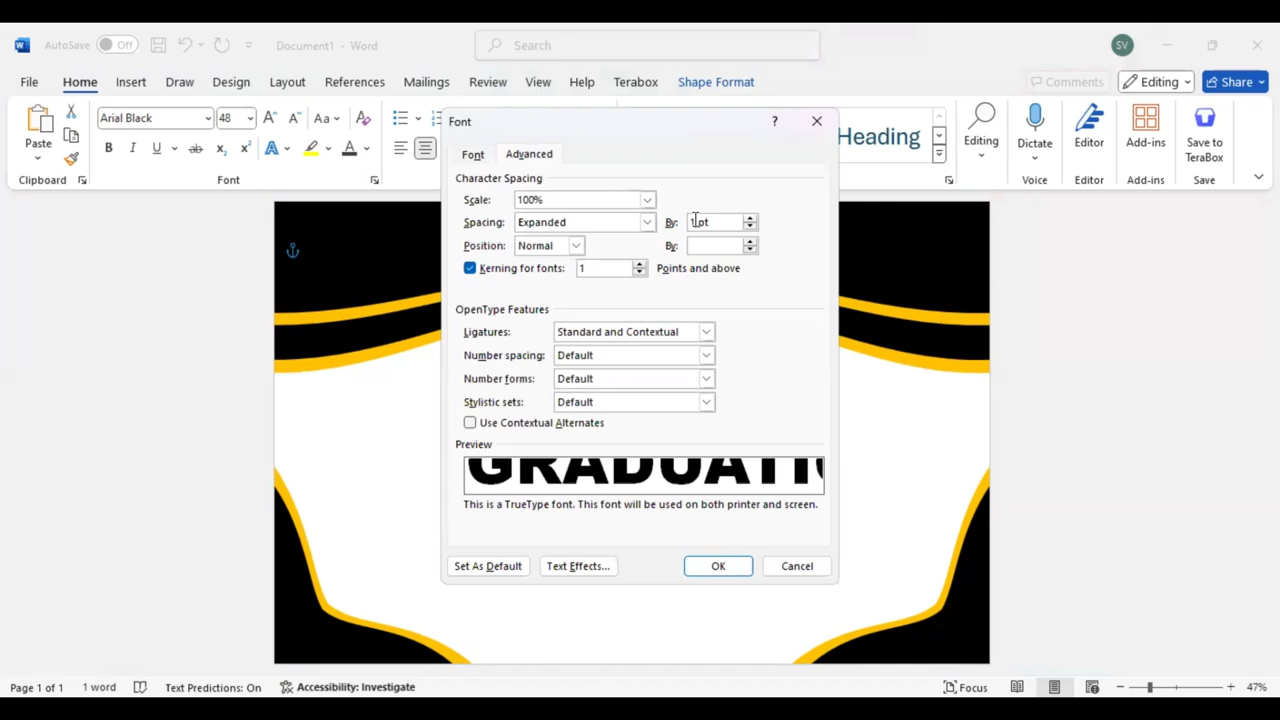 AutoSave Off Document1 - Word Search SV
File Home Insert Draw Design Layout References Mailings Review View Help Terabox Shape Format Comments Editing Share
Paste Arial Black 48 Aa Heading Editing Dictate Editor Add-ins Save to TeraBox
Clipboard Font Voice Editor Add-ins Save
Font ?
Font Advanced
Character Spacing
Scale: 100%
Spacing: Expanded By: pt
Position: Normal By:
Kerning for fonts: 1 Points and above
OpenType Features
Ligatures: Standard and Contextual
Number spacing: Default
Number forms: Default
Stylistic sets: Default
Use Contextual Alternates
Preview
GRADUATI
This is a TrueType font. This font will be used on both printer and screen.
Set As Default Text Effects... OK Cancel
Page 1 of 1 1 word Text Predictions: On Accessibility: Investigate Focus 47%